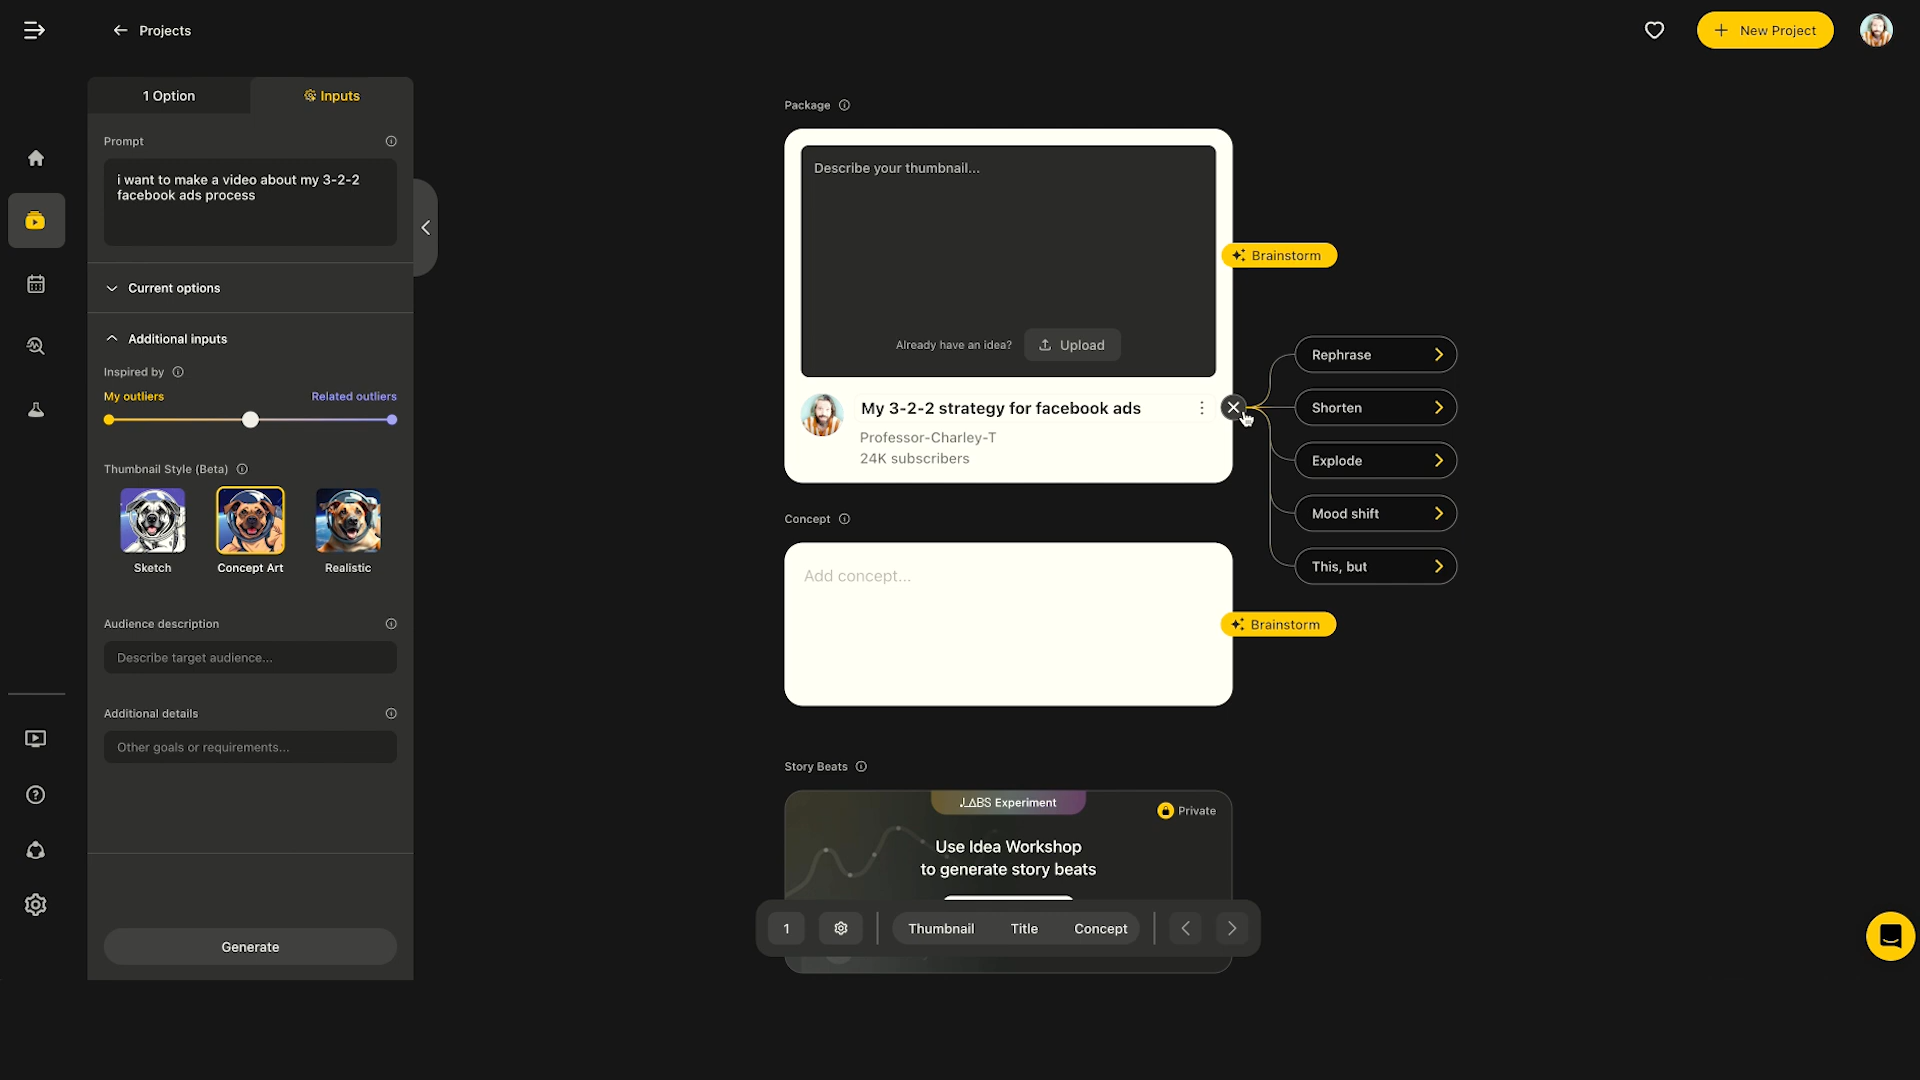 Projects
New Project
1 Option
Inputs
Prompt
i want to make a video about my 3-2-2
facebook ads process
Current options
Additional inputs
Inspired by
My outliers
Related outliers
Thumbnail Style (Beta)
Sketch
Concept Art
Realistic
Audience description
Describe target audience...
Additional details
Other goals or requirements...
Generate
Package
Describe your thumbnail...
Already have an idea?
Upload
Brainstorm
My 3-2-2 strategy for facebook ads
Professor-Charley-T
24K subscribers
Rephrase
Shorten
Explode
Mood shift
This, but
Concept
Add concept...
Brainstorm
Story Beats
LABS Experiment
Private
Use Idea Workshop
to generate story beats
1
Thumbnail
Title
Concept